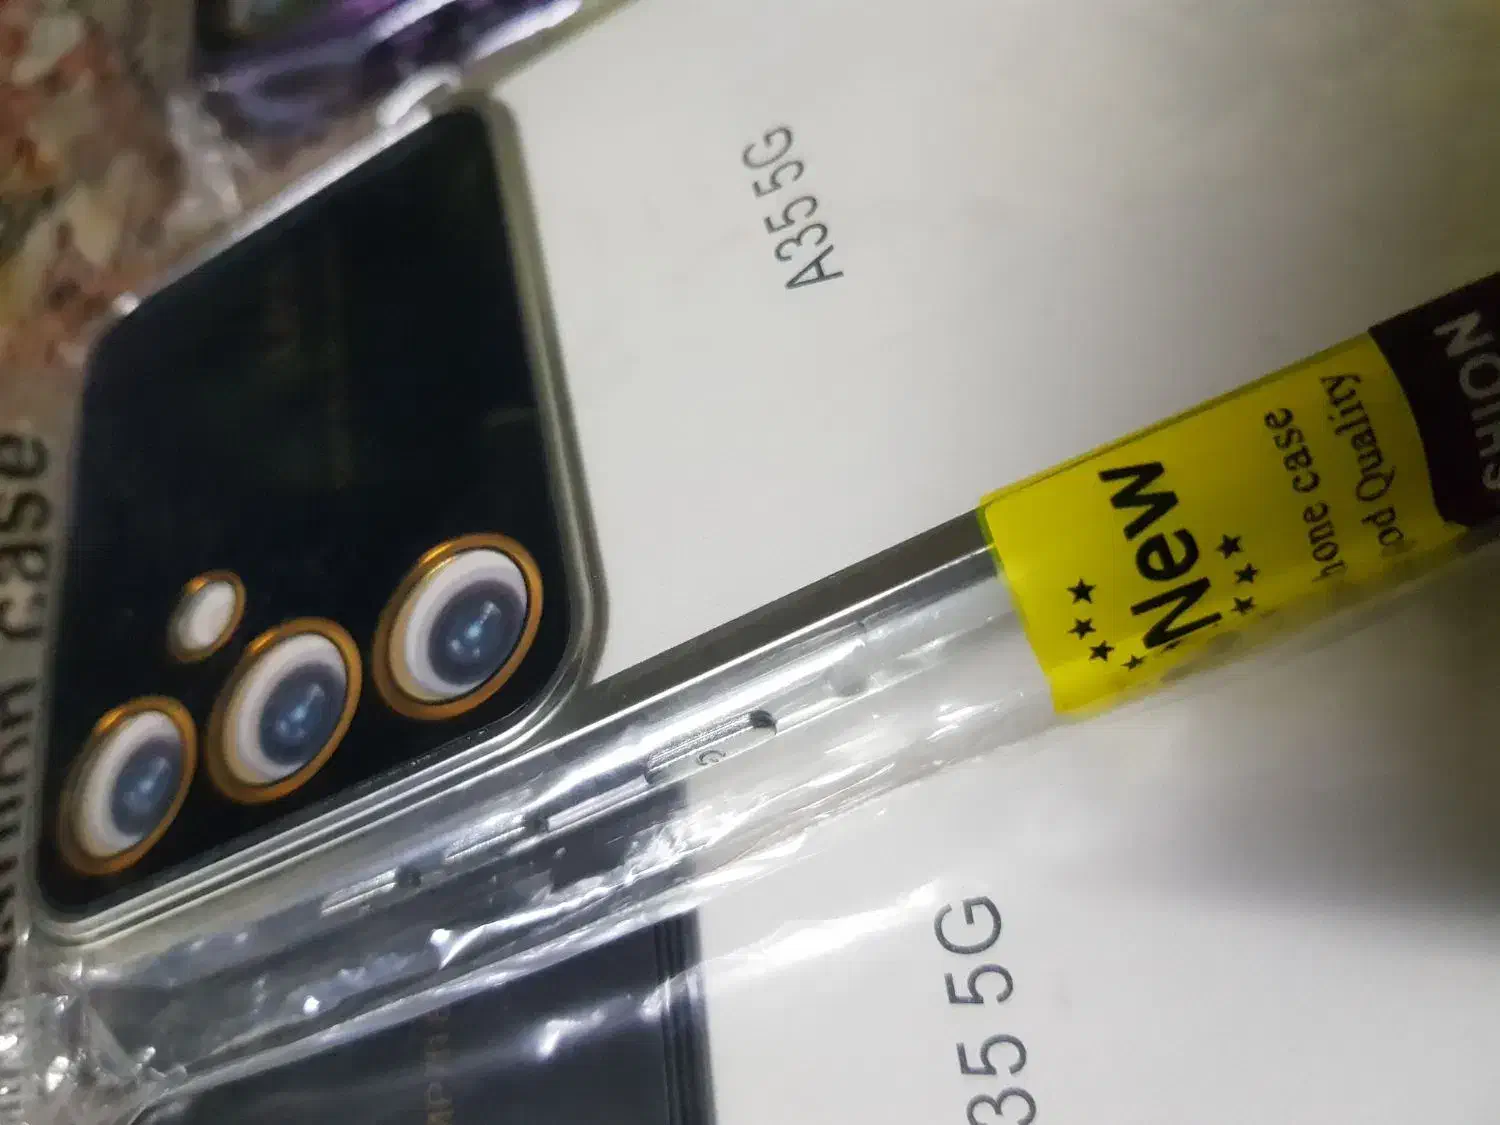 A35 5G
New
hone case
od Quality
SHION
35 5G
case